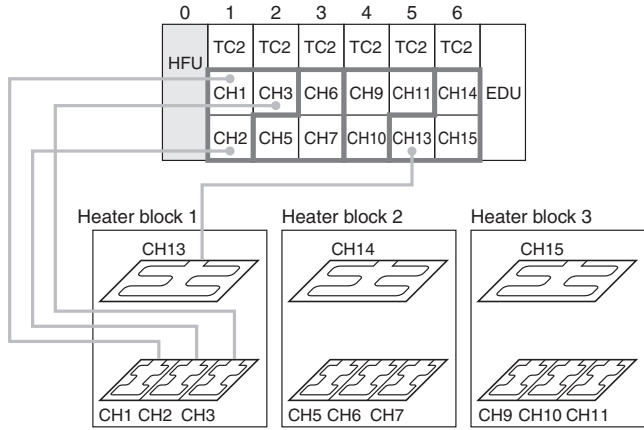 0 1 2 3 4 5 6
HFU TC2 TC2 TC2 TC2 TC2 TC2 EDU
CH1 CH3 CH6 CH9 CH11 CH14
CH2 CH5 CH7 CH10 CH13 CH15
Heater block 1 Heater block 2 Heater block 3
CH13 CH14 CH15
CH1 CH2 CH3 CH5 CH6 CH7 CH9 CH10 CH11